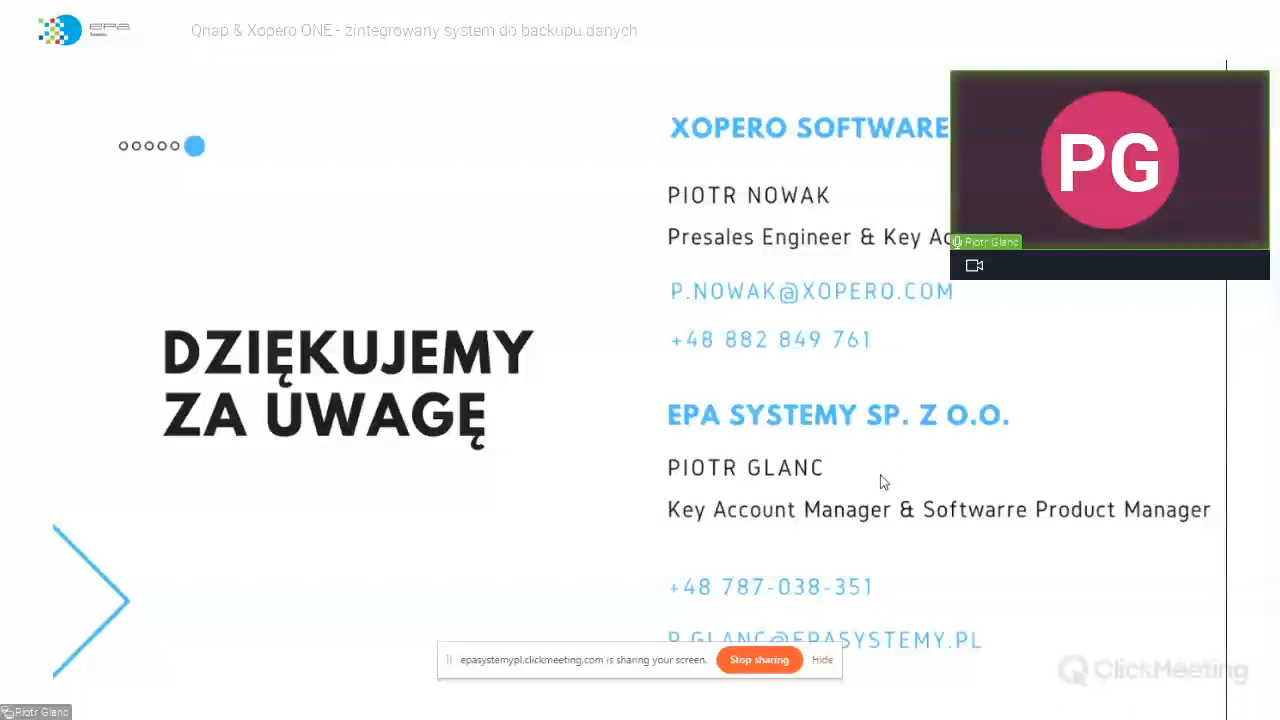 epa
Systemy
Qnap & Xopero ONE - zintegrowany system do backupu danych
XOPERO SOFTWARE
PIOTR NOWAK
Presales Engineer & Key
P.NOWAK@XOPERO.COM
+48 882 849 761
PG
Piotr Glanc
DZIĘKUJEMY
ZA UWAGĘ
EPA SYSTEMY SP. Z O.O.
PIOTR GLANC
Key Account Manager & Softwarre Product Manager
+48 787-038-351
P.GLANC@EPASYSTEMY.PL
epasystemypl.clickmeeting.com is sharing your screen.
Stop sharing
Hide
ClickMeeting
Piotr Glanc